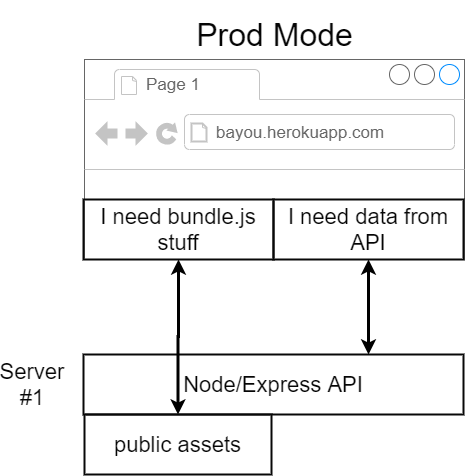 Prod Mode
Page 1
bayou.herokuapp.com
I need bundle.js
stuff
I need data from
API
Server
#1
Node/Express API
public assets